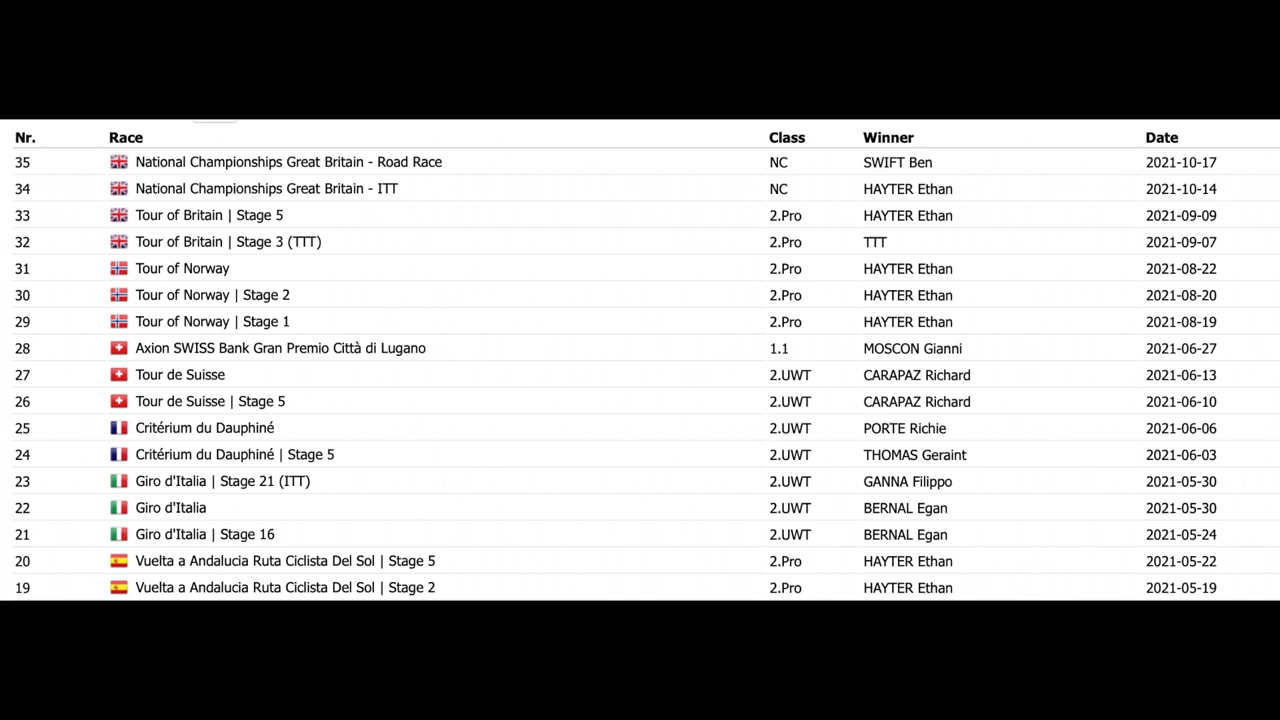 Nr. Race Class Winner Date
35 National Championships Great Britain - Road Race NC SWIFT Ben 2021-10-17
34 National Championships Great Britain - ITT NC HAYTER Ethan 2021-10-14
33 Tour of Britain | Stage 5 2.Pro HAYTER Ethan 2021-09-09
32 Tour of Britain | Stage 3 (TTT) 2.Pro TTT 2021-09-07
31 Tour of Norway 2.Pro HAYTER Ethan 2021-08-22
30 Tour of Norway | Stage 2 2.Pro HAYTER Ethan 2021-08-20
29 Tour of Norway | Stage 1 2.Pro HAYTER Ethan 2021-08-19
28 Axion SWISS Bank Gran Premio Città di Lugano 1.1 MOSCON Gianni 2021-06-27
27 Tour de Suisse 2.UWT CARAPAZ Richard 2021-06-13
26 Tour de Suisse | Stage 5 2.UWT CARAPAZ Richard 2021-06-10
25 Critérium du Dauphiné 2.UWT PORTE Richie 2021-06-06
24 Critérium du Dauphiné | Stage 5 2.UWT THOMAS Geraint 2021-06-03
23 Giro d'Italia | Stage 21 (ITT) 2.UWT GANNA Filippo 2021-05-30
22 Giro d'Italia 2.UWT BERNAL Egan 2021-05-30
21 Giro d'Italia | Stage 16 2.UWT BERNAL Egan 2021-05-24
20 Vuelta a Andalucia Ruta Ciclista Del Sol | Stage 5 2.Pro HAYTER Ethan 2021-05-22
19 Vuelta a Andalucia Ruta Ciclista Del Sol | Stage 2 2.Pro HAYTER Ethan 2021-05-19